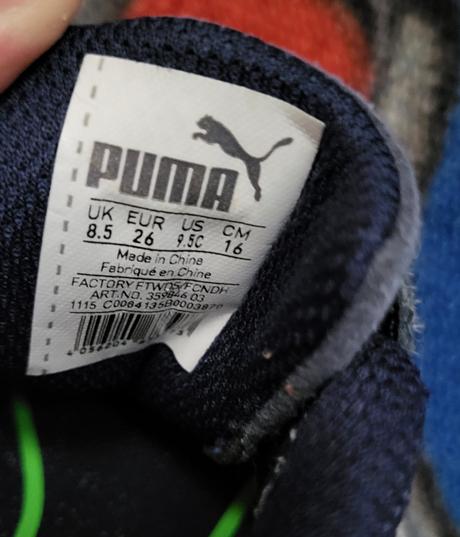 PUMA
UK EUR US CM
8.5 26 9.5C 16
Made in China
Fabriqué en Chine
FACTORY FTW05/FCNDH
ART.NO. 359846 03